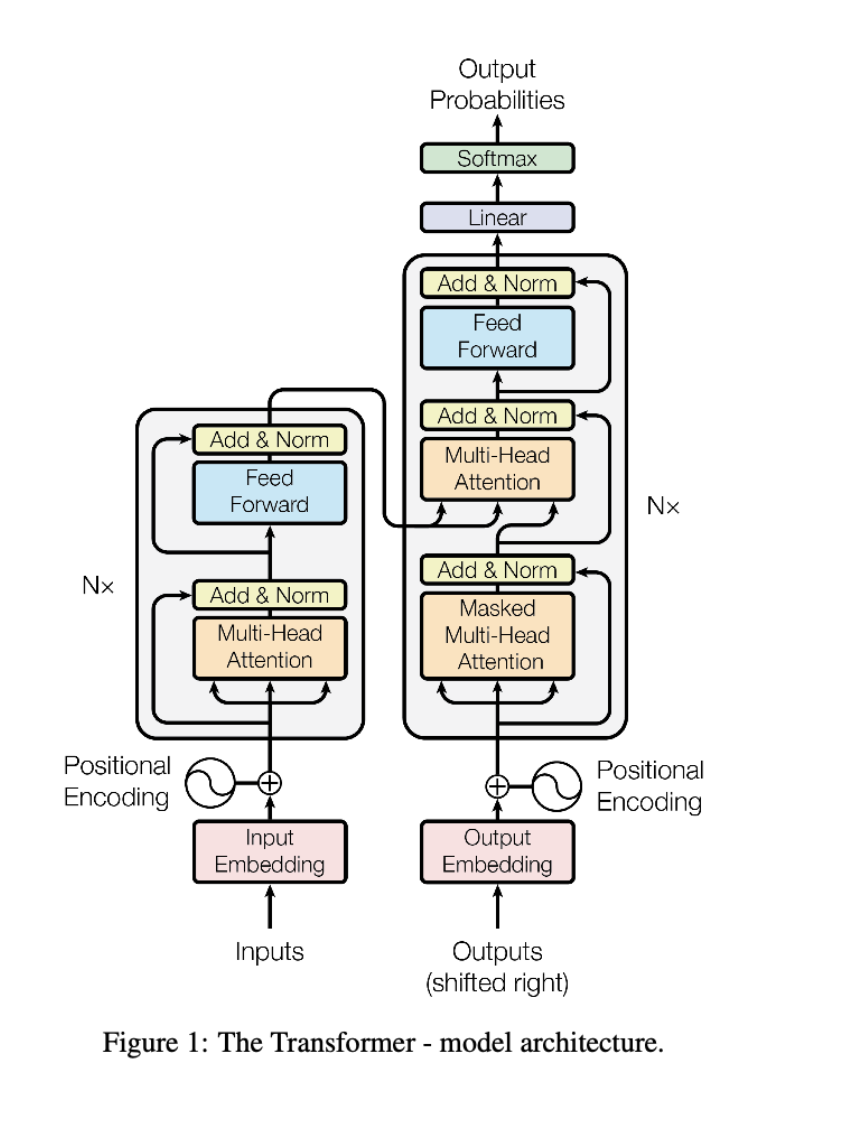 Output
Probabilities
Softmax
Linear
Add & Norm
Feed
Forward
Add & Norm
Multi-Head
Attention
Add & Norm
Masked
Multi-Head
Attention
Nx
Add & Norm
Feed
Forward
Add & Norm
Multi-Head
Attention
Nx
Positional
Encoding
Positional
Encoding
Input
Embedding
Output
Embedding
Inputs
Outputs
(shifted right)
Figure 1: The Transformer - model architecture.